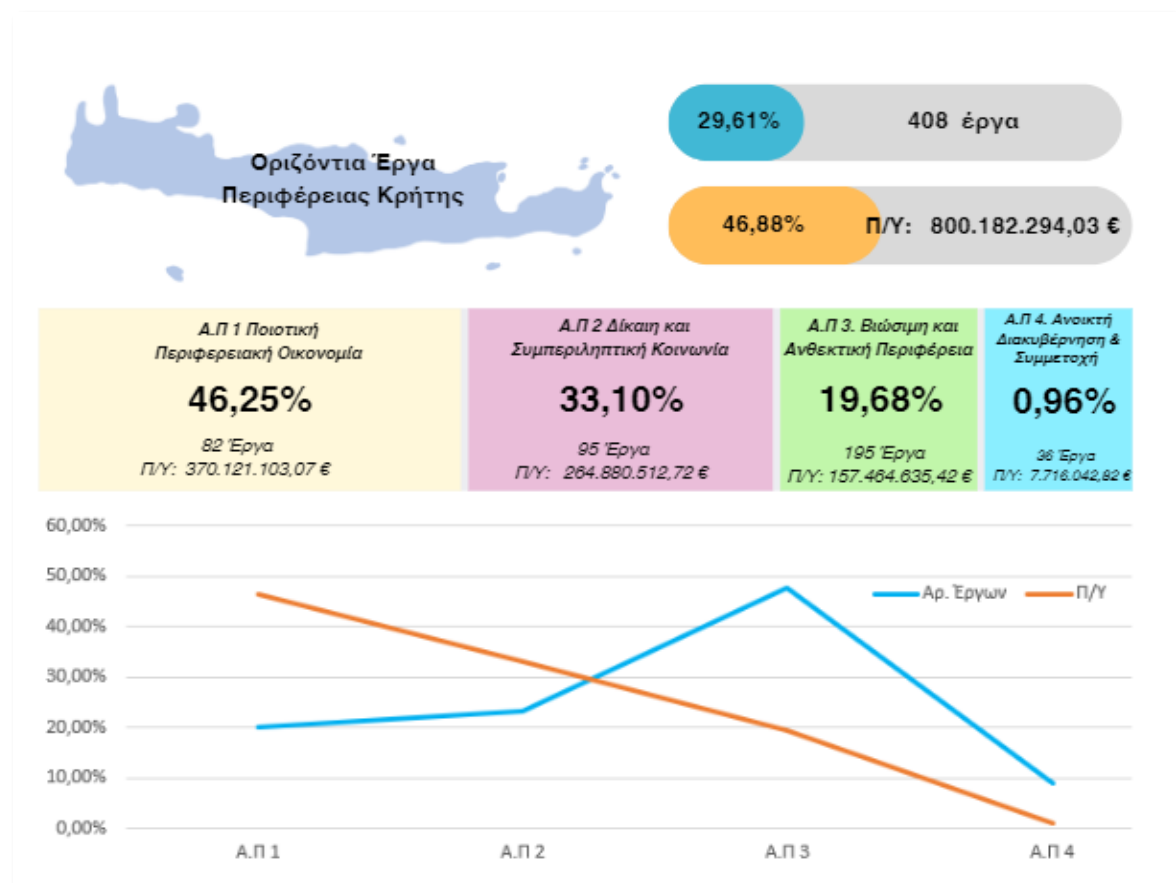 Οριζόντια Έργα
Περιφέρειας Κρήτης
29,61%
408 έργα
46,88%
Π/Υ: 800.182.294,03 €
Α.Π 1 Ποιοτική
Περιφερειακή Οικονομία
46,25%
82 Έργα
Π/Υ: 370.121.103,07 €
Α.Π 2 Δίκαιη και
Συμπεριληπτική Κοινωνία
33,10%
95 Έργα
Π/Υ: 264.880.512,72 €
Α.Π 3. Βιώσιμη και
Ανθεκτική Περιφέρεια
19,68%
195 Έργα
Π/Υ: 157.464.635,42 €
Α.Π 4. Ανοικτή
Διακυβέρνηση &
Συμμετοχή
0,96%
36 Έργα
Π/Υ: 7.716.042,82 €
60,00%
50,00%
40,00%
30,00%
20,00%
10,00%
0,00%
Αρ. Έργων
Π/Υ
Α.Π 1
Α.Π 2
Α.Π 3
Α.Π 4